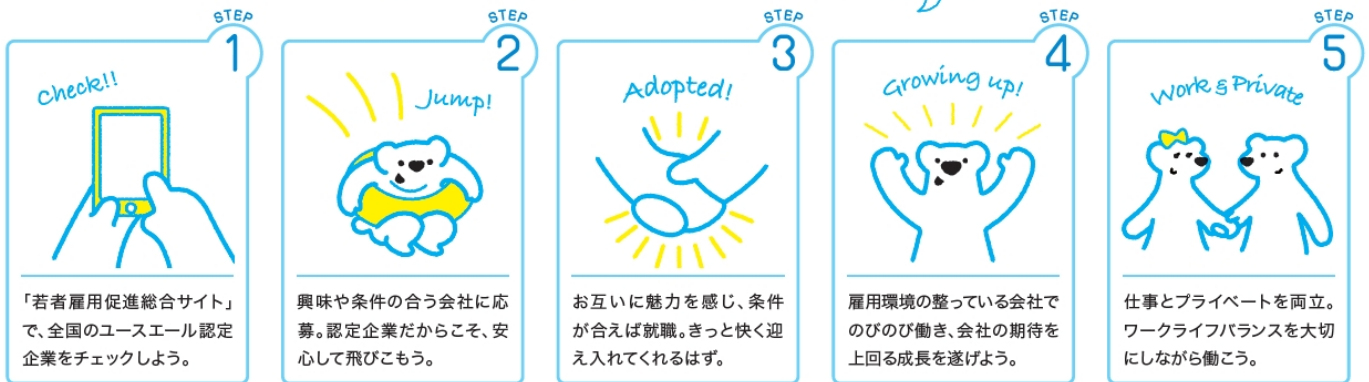 STEP
1
Check!!
「若者雇用促進総合サイト」
で、全国のユースエール認定
企業をチェックしよう。
STEP
2
Jump!
興味や条件の合う会社に応
募。認定企業だからこそ、安
心して飛びこもう。
STEP
3
Adopted!
お互いに魅力を感じ、条件
が合えば就職。きっと快く迎
え入れてくれるはず。
STEP
4
Growing up!
雇用環境の整っている会社で
のびのび働き、会社の期待を
上回る成長を遂げよう。
STEP
5
Work & Private
仕事とプライベートを両立。
ワークライフバランスを大切
にしながら働こう。